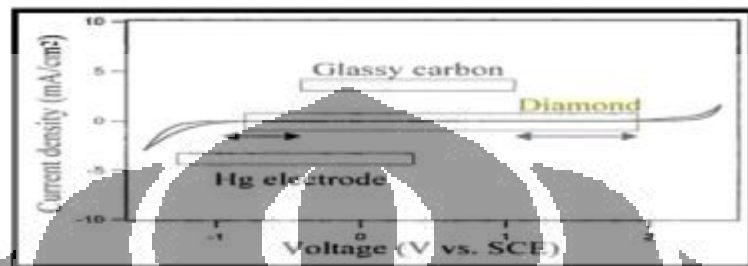 10
5
0
-5
-10
Current density (mA/cm²)
Glassy carbon
Diamond
Hg electrode
-1
0
1
2
Voltage (V vs. SCE)